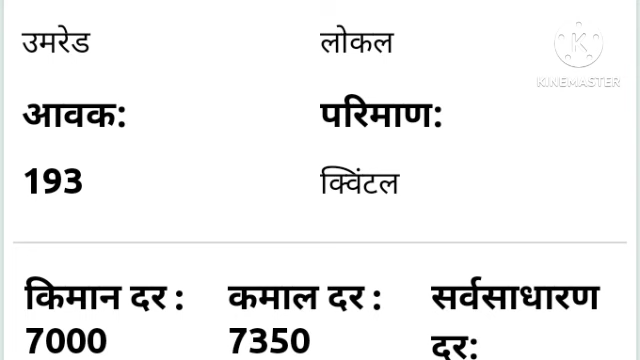 उमरेड लोकल
KINEMASTER
आवक: परिमाण:
193 क्विंटल
किमान दर : कमाल दर : सर्वसाधारण
7000 7350 दर: